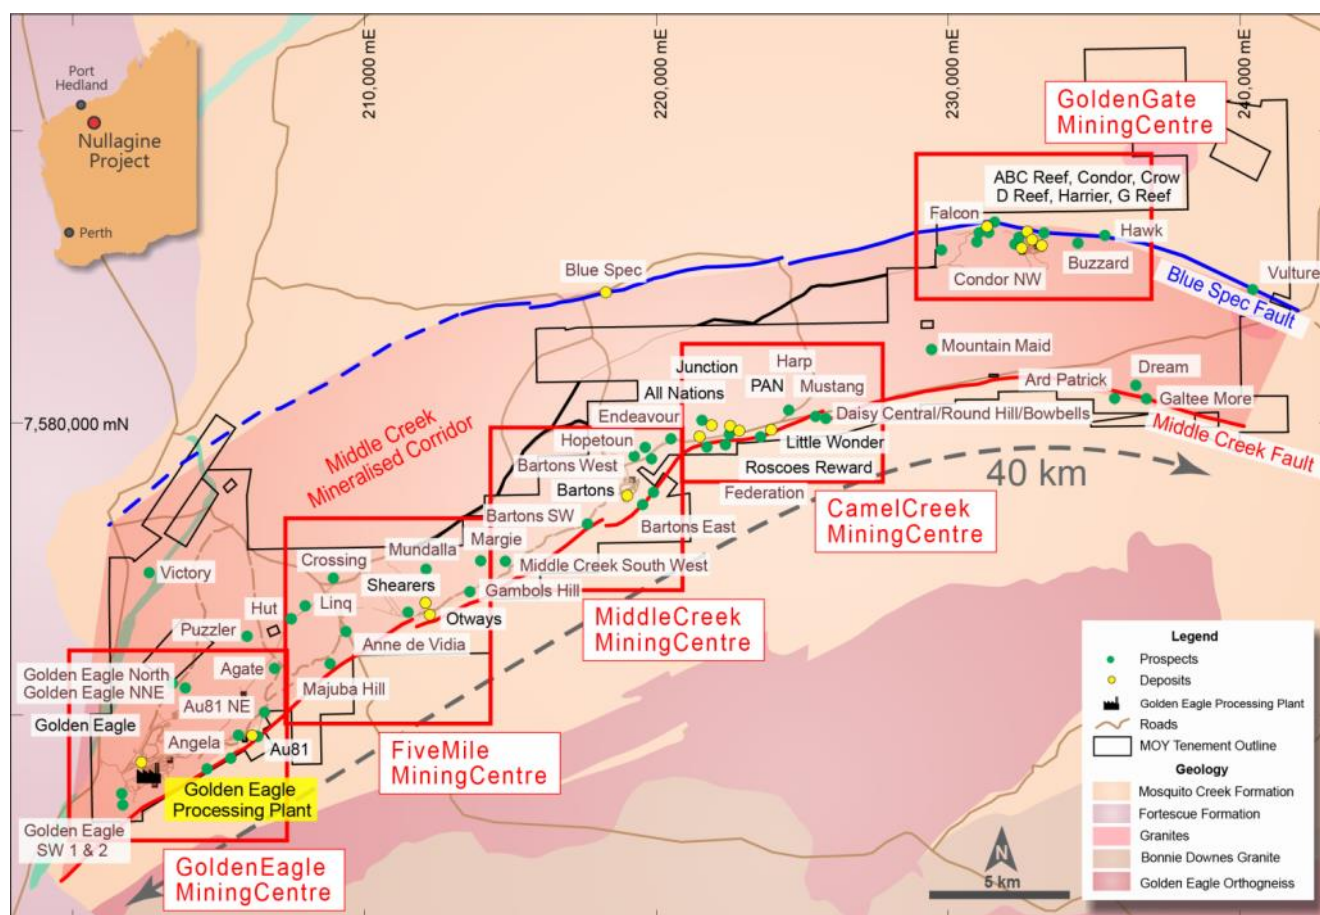 210,000 mE
220,000 mE
230,000 mE
240,000 mE
Port
Hedland
Nullagine
Project
Perth
GoldenGate
MiningCentre
ABC Reef, Condor, Crow
D Reef, Harrier, G Reef
Falcon
Hawk
Condor NW
Buzzard
Blue Spec
Vulture
Blue Spec Fault
Mountain Maid
Junction
Harp
All Nations
PAN
Mustang
Ard Patrick
Dream
Galtee More
7,580,000 mN
Endeavour
Daisy Central/Round Hill/Bowbells
Middle Creek
Mineralised Corridor
Hopetoun
Little Wonder
Middle Creek Fault
Bartons West
Roscoes Reward
40 km
Bartons
Federation
CamelCreek
MiningCentre
Bartons SW
Bartons East
Mundalla
Margie
Crossing
Middle Creek South West
Victory
Shearers
Gambols Hill
Hut
Linq
Otways
MiddleCreek
MiningCentre
Puzzler
Anne de Vidia
Golden Eagle North
Golden Eagle NNE
Agate
Majuba Hill
Au81 NE
Golden Eagle
Angela
Au81
FiveMile
MiningCentre
Golden Eagle
Processing Plant
Golden Eagle
SW 1 & 2
GoldenEagle
MiningCentre
N
5 km
Legend
Prospects
Deposits
Golden Eagle Processing Plant
Roads
MOY Tenement Outline
Geology
Mosquito Creek Formation
Fortescue Formation
Granites
Bonnie Downes Granite
Golden Eagle Orthogneiss